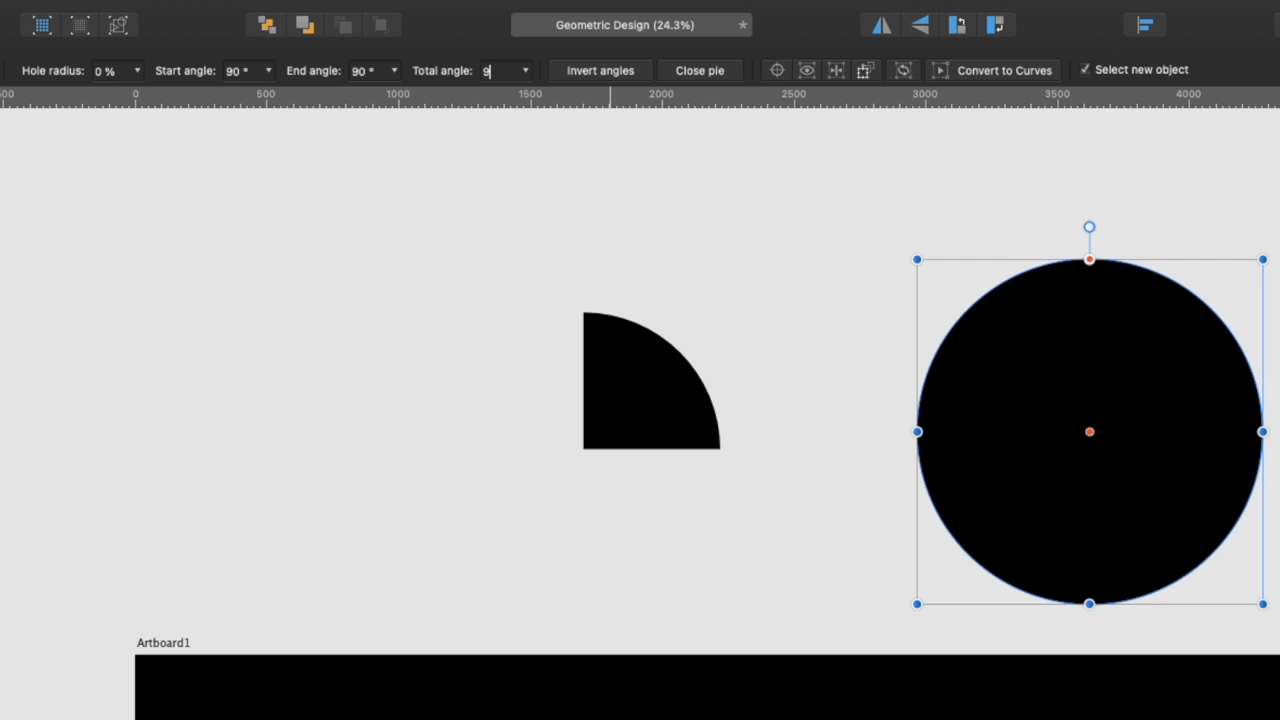 Geometric Design (24.3%)
Hole radius: 0 % Start angle: 90 ° End angle: 90 ° Total angle: 9 Invert angles Close pie Convert to Curves Select new object
500 0 500 1000 1500 2000 2500 3000 3500 4000
Artboard1